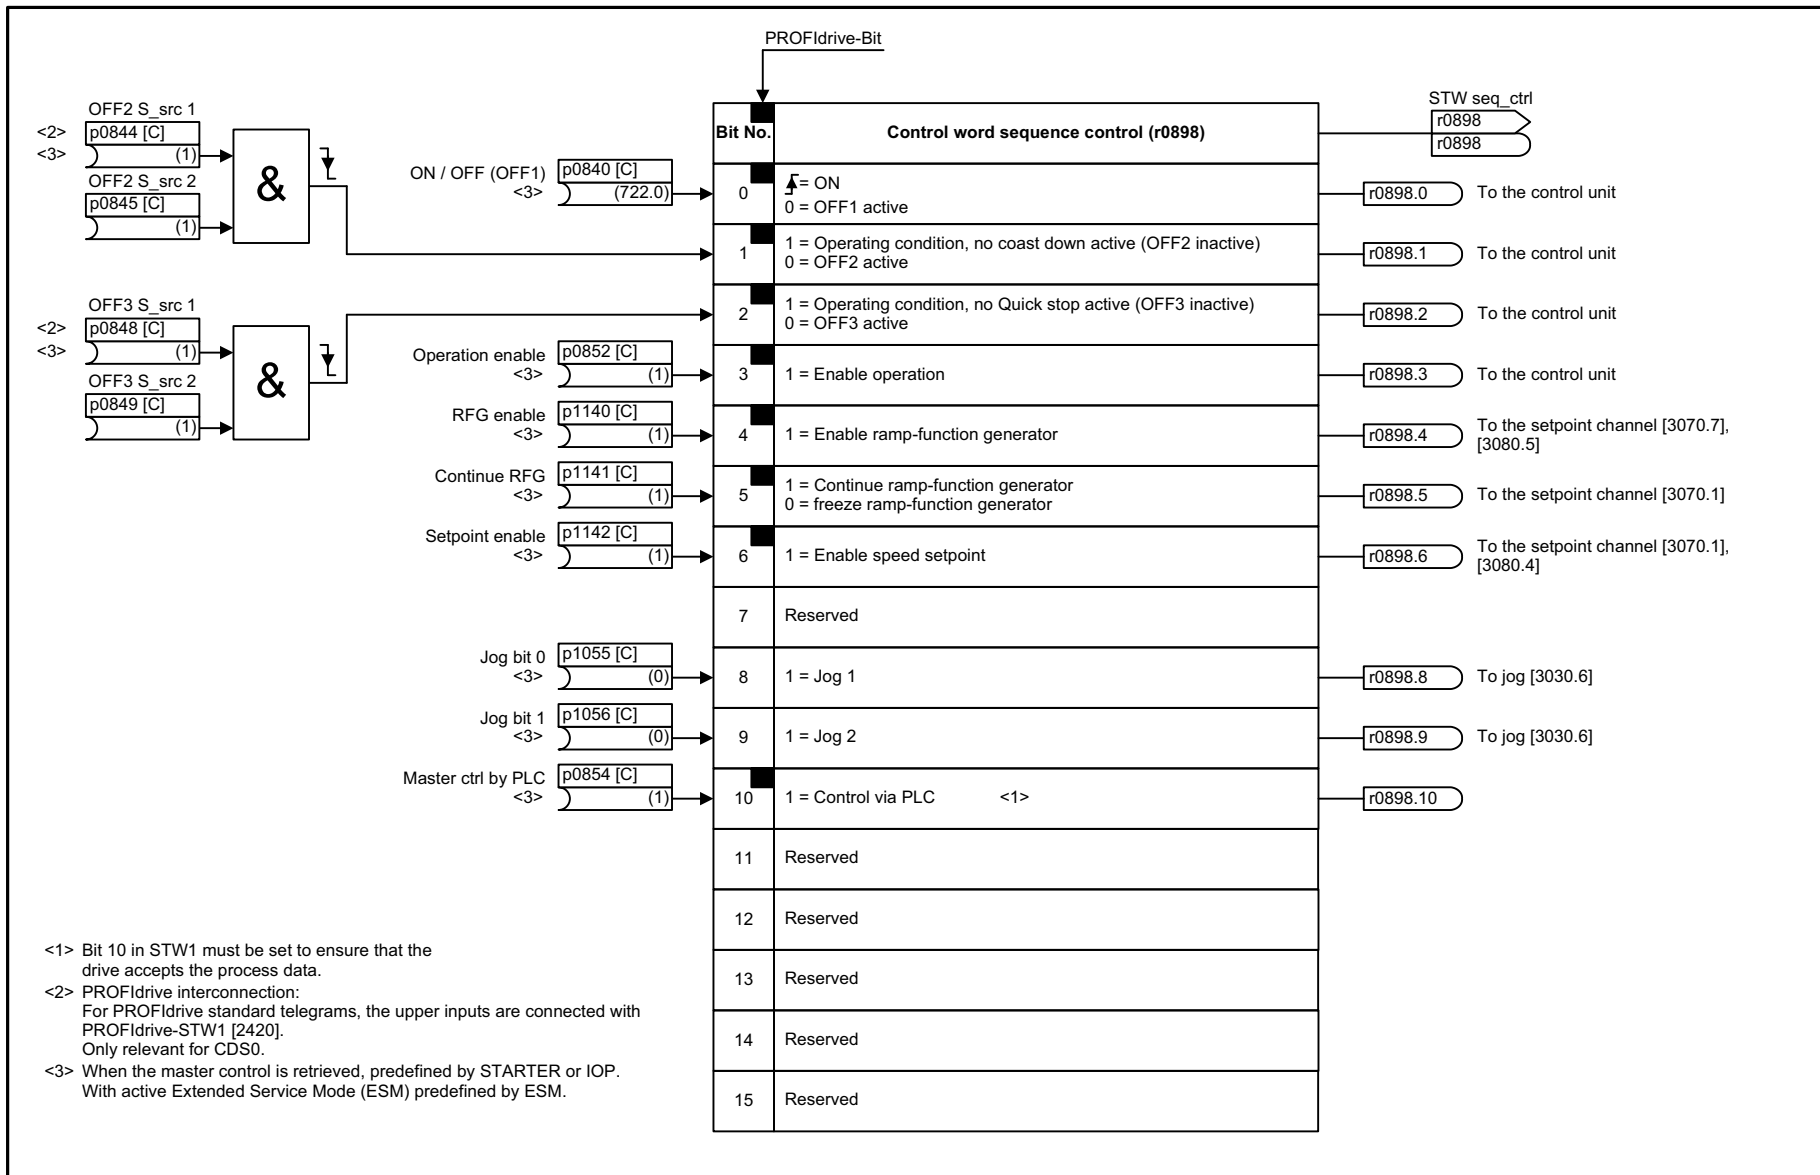 PROFIdrive-Bit
OFF2 S_src 1
<2>
p0844 [C]
<3>
(1)
OFF2 S_src 2
p0845 [C]
(1)
&
OFF3 S_src 1
<2>
p0848 [C]
<3>
(1)
OFF3 S_src 2
p0849 [C]
(1)
&
ON / OFF (OFF1)
<3>
p0840 [C]
(722.0)
Operation enable
<3>
p0852 [C]
(1)
RFG enable
<3>
p1140 [C]
(1)
Continue RFG
<3>
p1141 [C]
(1)
Setpoint enable
<3>
p1142 [C]
(1)
Jog bit 0
<3>
p1055 [C]
(0)
Jog bit 1
<3>
p1056 [C]
(0)
Master ctrl by PLC
<3>
p0854 [C]
(1)
Bit No.
Control word sequence control (r0898)
STW seq_ctrl
r0898
r0898
0
= ON
0 = OFF1 active
r0898.0
To the control unit
1
1 = Operating condition, no coast down active (OFF2 inactive)
0 = OFF2 active
r0898.1
To the control unit
2
1 = Operating condition, no Quick stop active (OFF3 inactive)
0 = OFF3 active
r0898.2
To the control unit
3
1 = Enable operation
r0898.3
To the control unit
4
1 = Enable ramp-function generator
r0898.4
To the setpoint channel [3070.7],
[3080.5]
5
1 = Continue ramp-function generator
0 = freeze ramp-function generator
r0898.5
To the setpoint channel [3070.1]
6
1 = Enable speed setpoint
r0898.6
To the setpoint channel [3070.1],
[3080.4]
7
Reserved
8
1 = Jog 1
r0898.8
To jog [3030.6]
9
1 = Jog 2
r0898.9
To jog [3030.6]
10
1 = Control via PLC <1>
r0898.10
11
Reserved
12
Reserved
13
Reserved
14
Reserved
15
Reserved
<1> Bit 10 in STW1 must be set to ensure that the
drive accepts the process data.
<2> PROFIdrive interconnection:
For PROFIdrive standard telegrams, the upper inputs are connected with
PROFIdrive-STW1 [2420].
Only relevant for CDS0.
<3> When the master control is retrieved, predefined by STARTER or IOP.
With active Extended Service Mode (ESM) predefined by ESM.